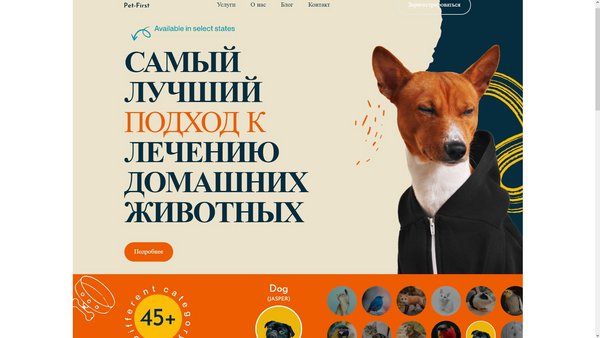 Pet-First
Услуги
О нас
Блог
Контакт
Зарегистрироваться
Available in select states
САМЫЙ
ЛУЧШИЙ
ПОДХОД К
ЛЕЧЕНИЮ
ДОМАШНИХ
ЖИВОТНЫХ
Подробнее
different category
45+
Dog
(JASPER)